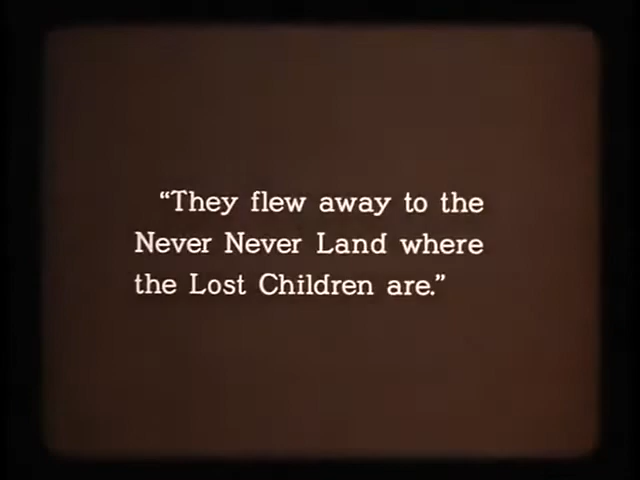 “They flew away to the
Never Never Land where
the Lost Children are.”